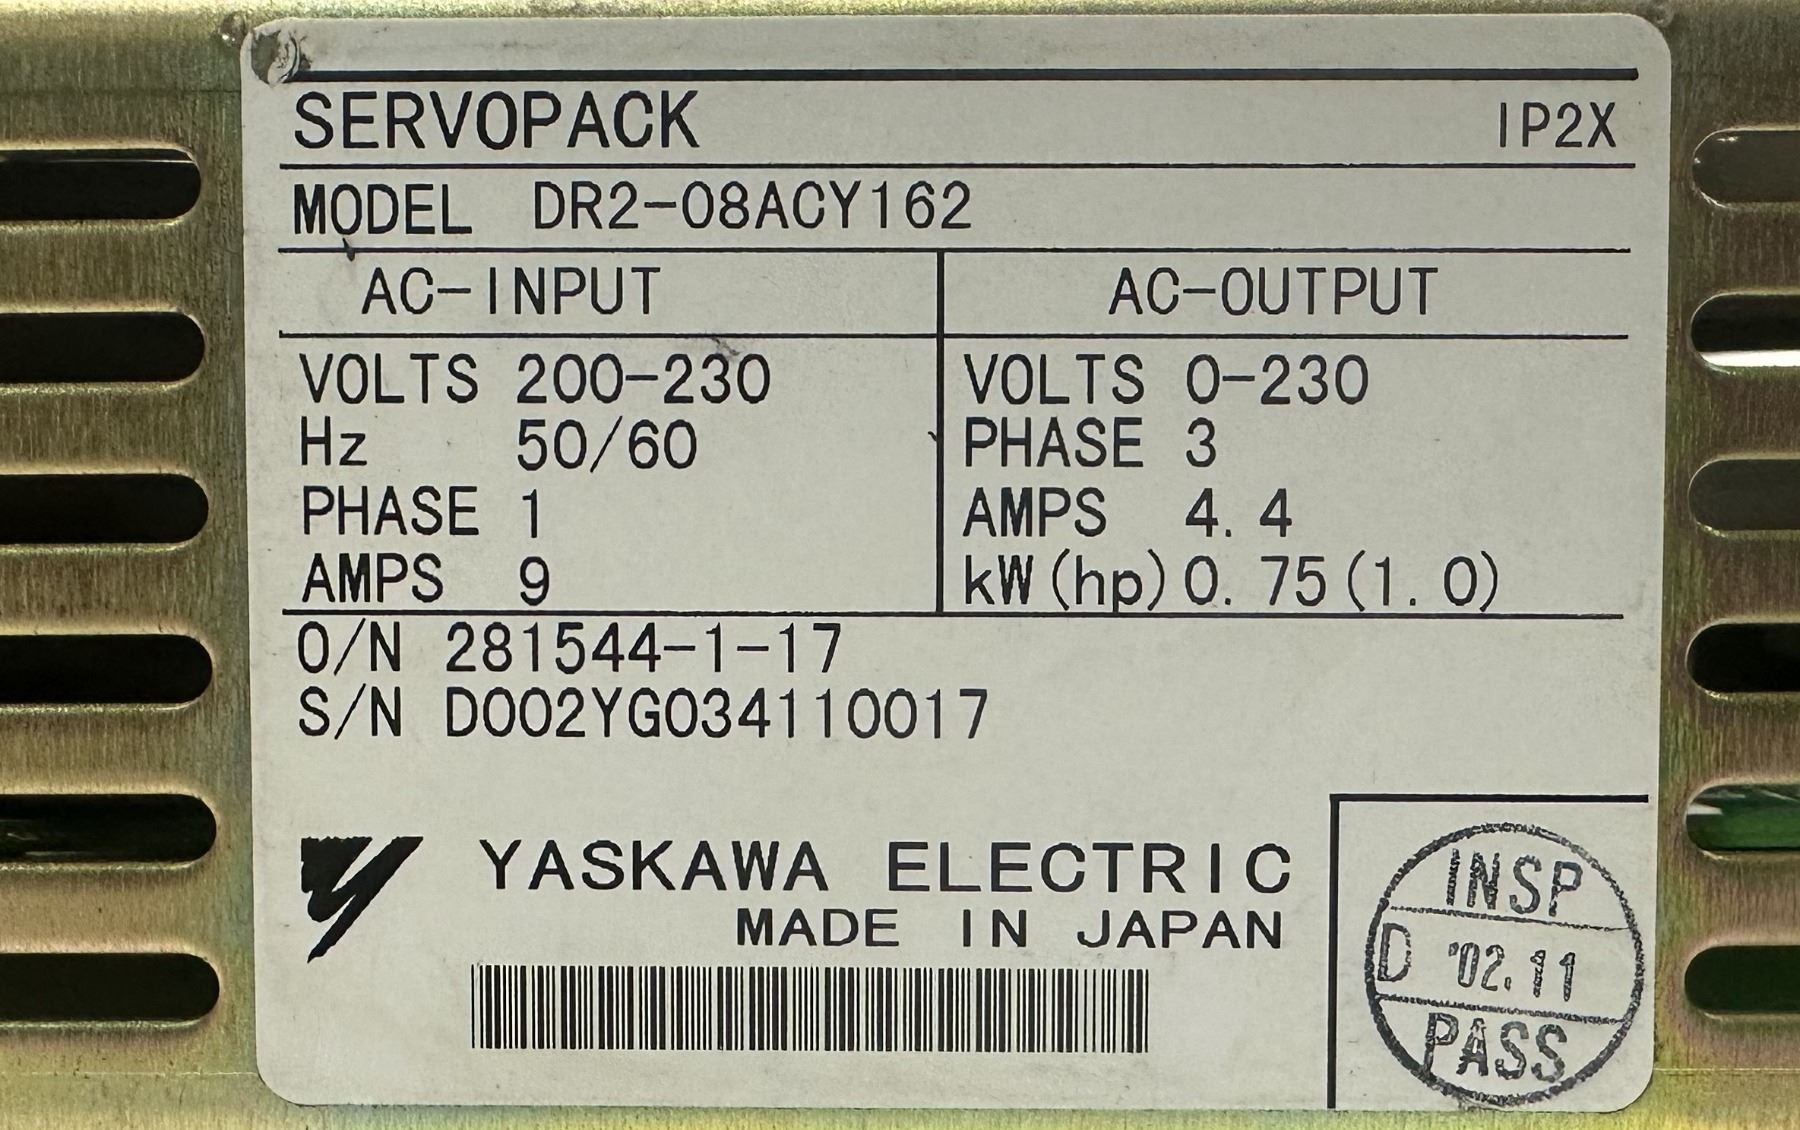 SERVOPACK IP2X
MODEL DR2-08ACY162
AC-INPUT AC-OUTPUT
VOLTS 200-230 VOLTS 0-230
Hz 50/60 PHASE 3
PHASE 1 AMPS 4.4
AMPS 9 kW(hp) 0.75(1.0)
O/N 281544-1-17
S/N D002YG034110017
YASKAWA ELECTRIC
MADE IN JAPAN
INSP
D '02.11
PASS